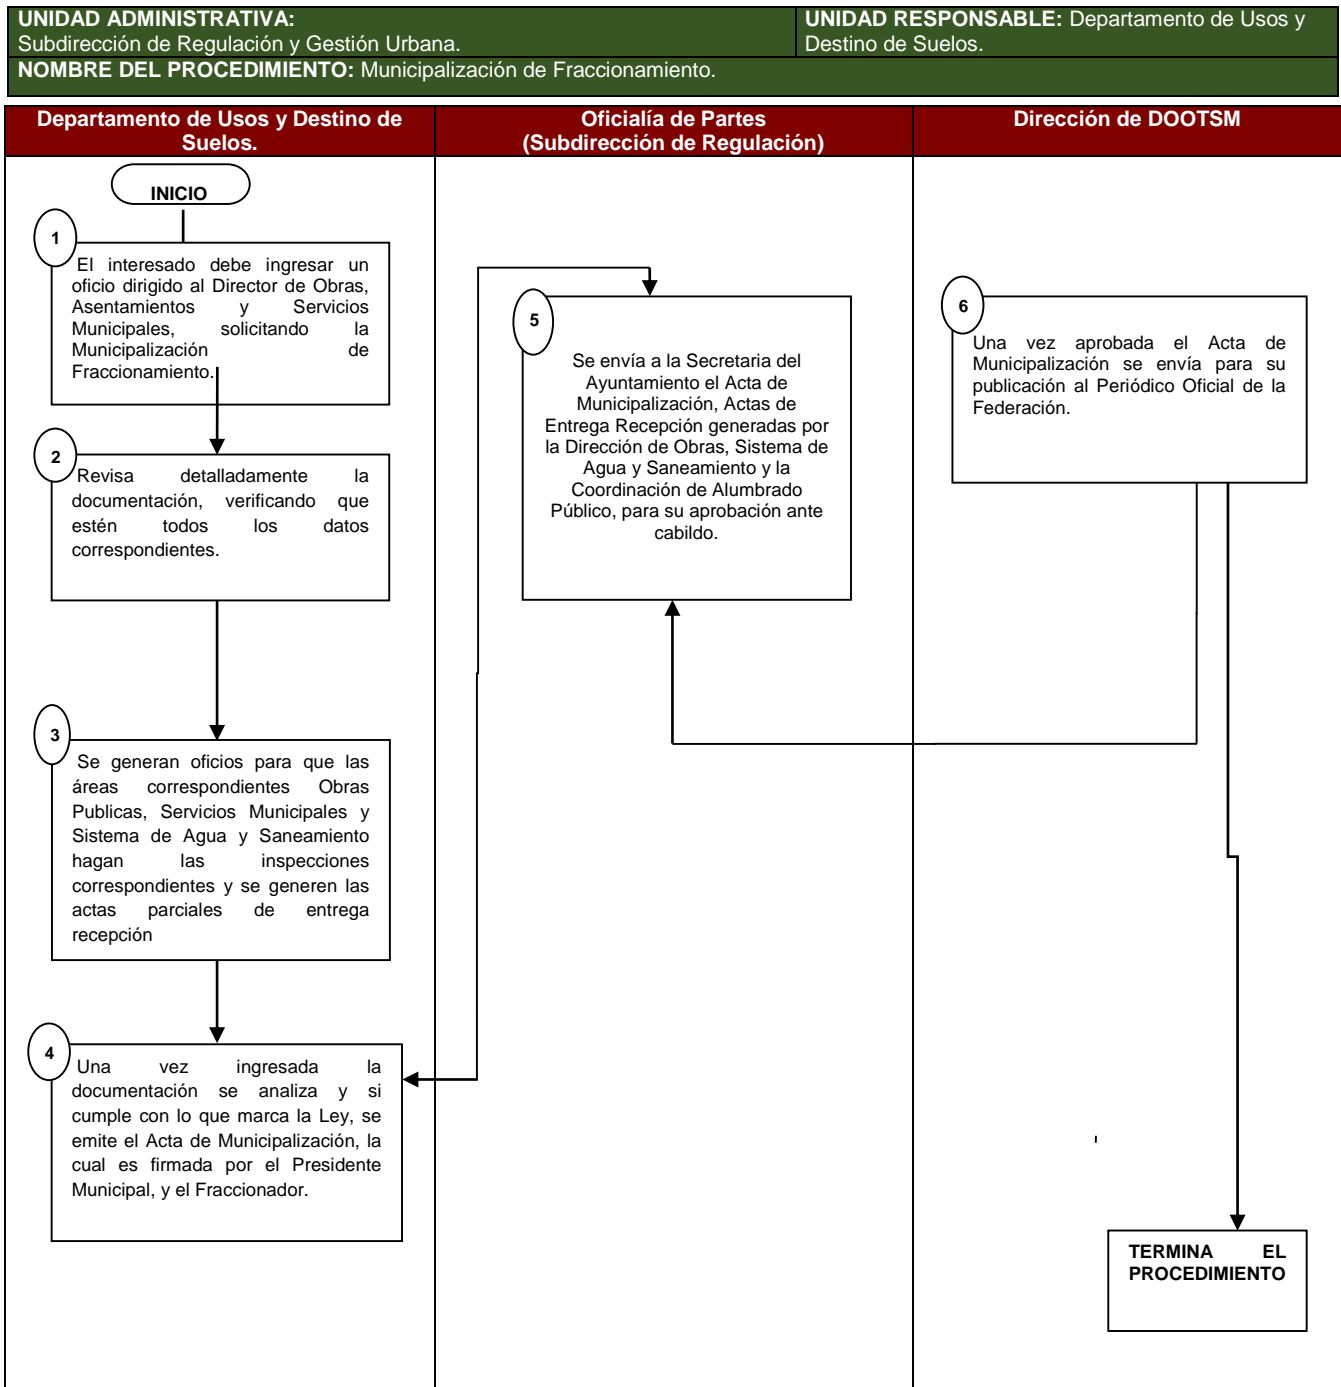 UNIDAD ADMINISTRATIVA:
Subdirección de Regulación y Gestión Urbana.
UNIDAD RESPONSABLE: Departamento de Usos y
Destino de Suelos.
NOMBRE DEL PROCEDIMIENTO: Municipalización de Fraccionamiento.
Departamento de Usos y Destino de
Suelos.
Oficialía de Partes
(Subdirección de Regulación)
Dirección de DOOTSM
INICIO
1
El interesado debe ingresar un
oficio dirigido al Director de Obras,
Asentamientos y Servicios
Municipales, solicitando la
Municipalización de
Fraccionamiento.
2
Revisa detalladamente la
documentación, verificando que
estén todos los datos
correspondientes.
3
Se generan oficios para que las
áreas correspondientes Obras
Publicas, Servicios Municipales y
Sistema de Agua y Saneamiento
hagan las inspecciones
correspondientes y se generen las
actas parciales de entrega
recepción
4
Una vez ingresada la
documentación se analiza y si
cumple con lo que marca la Ley, se
emite el Acta de Municipalización, la
cual es firmada por el Presidente
Municipal, y el Fraccionador.
5
Se envía a la Secretaria del
Ayuntamiento el Acta de
Municipalización, Actas de
Entrega Recepción generadas por
la Dirección de Obras, Sistema de
Agua y Saneamiento y la
Coordinación de Alumbrado
Público, para su aprobación ante
cabildo.
6
Una vez aprobada el Acta de
Municipalización se envía para su
publicación al Periódico Oficial de la
Federación.
TERMINA EL
PROCEDIMIENTO